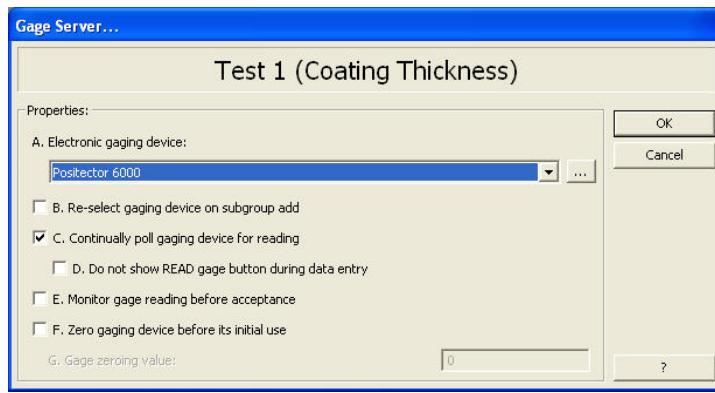 Gage Server...
Test 1 (Coating Thickness)
Properties:
A. Electronic gaging device:
Positector 6000
...
B. Re-select gaging device on subgroup add
C. Continually poll gaging device for reading
D. Do not show READ gage button during data entry
E. Monitor gage reading before acceptance
F. Zero gaging device before its initial use
G. Gage zeroing value:
0
OK
Cancel
?